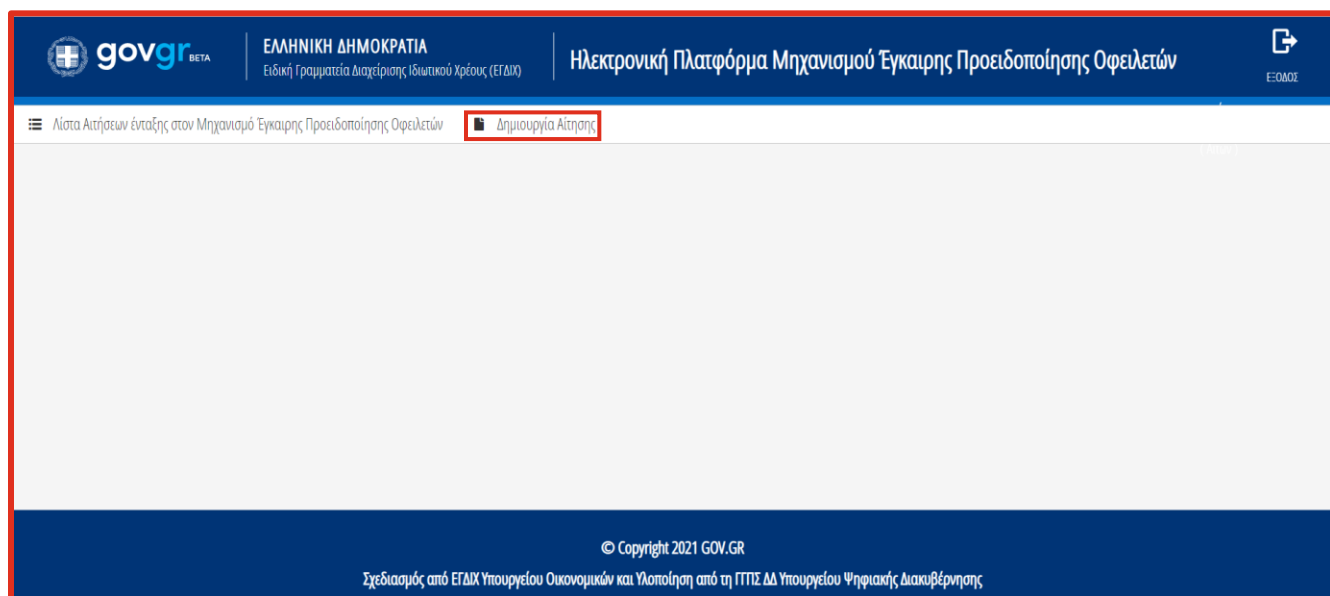 govgr BETA
ΕΛΛΗΝΙΚΗ ΔΗΜΟΚΡΑΤΙΑ
Ειδική Γραμματεία Διαχείρισης Ιδιωτικού Χρέους (ΕΓΔΙΧ)
Ηλεκτρονική Πλατφόρμα Μηχανισμού Έγκαιρης Προειδοποίησης Οφειλετών
ΕΞΟΔΟΣ
Λίστα Αιτήσεων ένταξης στον Μηχανισμό Έγκαιρης Προειδοποίησης Οφειλετών
Δημιουργία Αίτησης
© Copyright 2021 GOV.GR
Σχεδιασμός από ΕΓΔΙΧ Υπουργείου Οικονομικών και Υλοποίηση από τη ΓΓΠΣ ΔΔ Υπουργείου Ψηφιακής Διακυβέρνησης